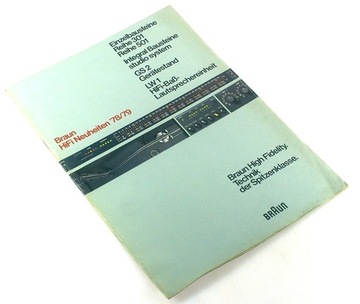 Einzelbausteine
Reihe 301
Reihe 501
Integral Bausteine
studio system
GS 2
Gerätestand
LW 1
HiFi-Baß-
Lautsprechereinheit
Braun
HiFi Neuheiten '78/79
Braun High Fidelity.
Technik
der Spitzenklasse.
BRAUN